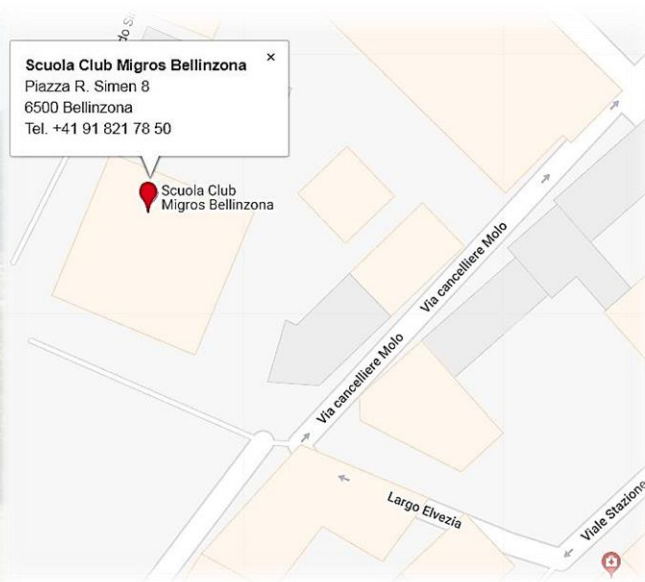 Scuola Club Migros Bellinzona ×
Piazza R. Simen 8
6500 Bellinzona
Tel. +41 91 821 78 50
Scuola Club
Migros Bellinzona
Via cancelliere Molo
Via cancelliere Molo
Largo Elvezia
Viale Stazione